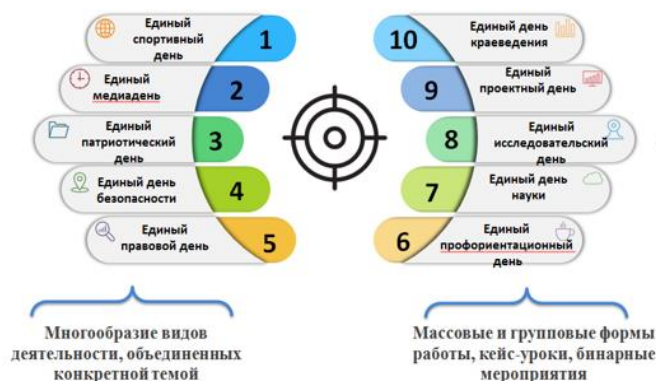 Единый
спортивный
день
1
Единый
медиадень
2
Единый
патриотический
день
3
Единый день
безопасности
4
Единый
правовой день
5
10
Единый день
краеведения
9
Единый
проектный день
8
Единый
исследовательский
день
7
Единый день
науки
6
Единый
профориентационный
день
Многообразие видов
деятельности, объединенных
конкретной темой
Массовые и групповые формы
работы, кейс-уроки, бинарные
мероприятия